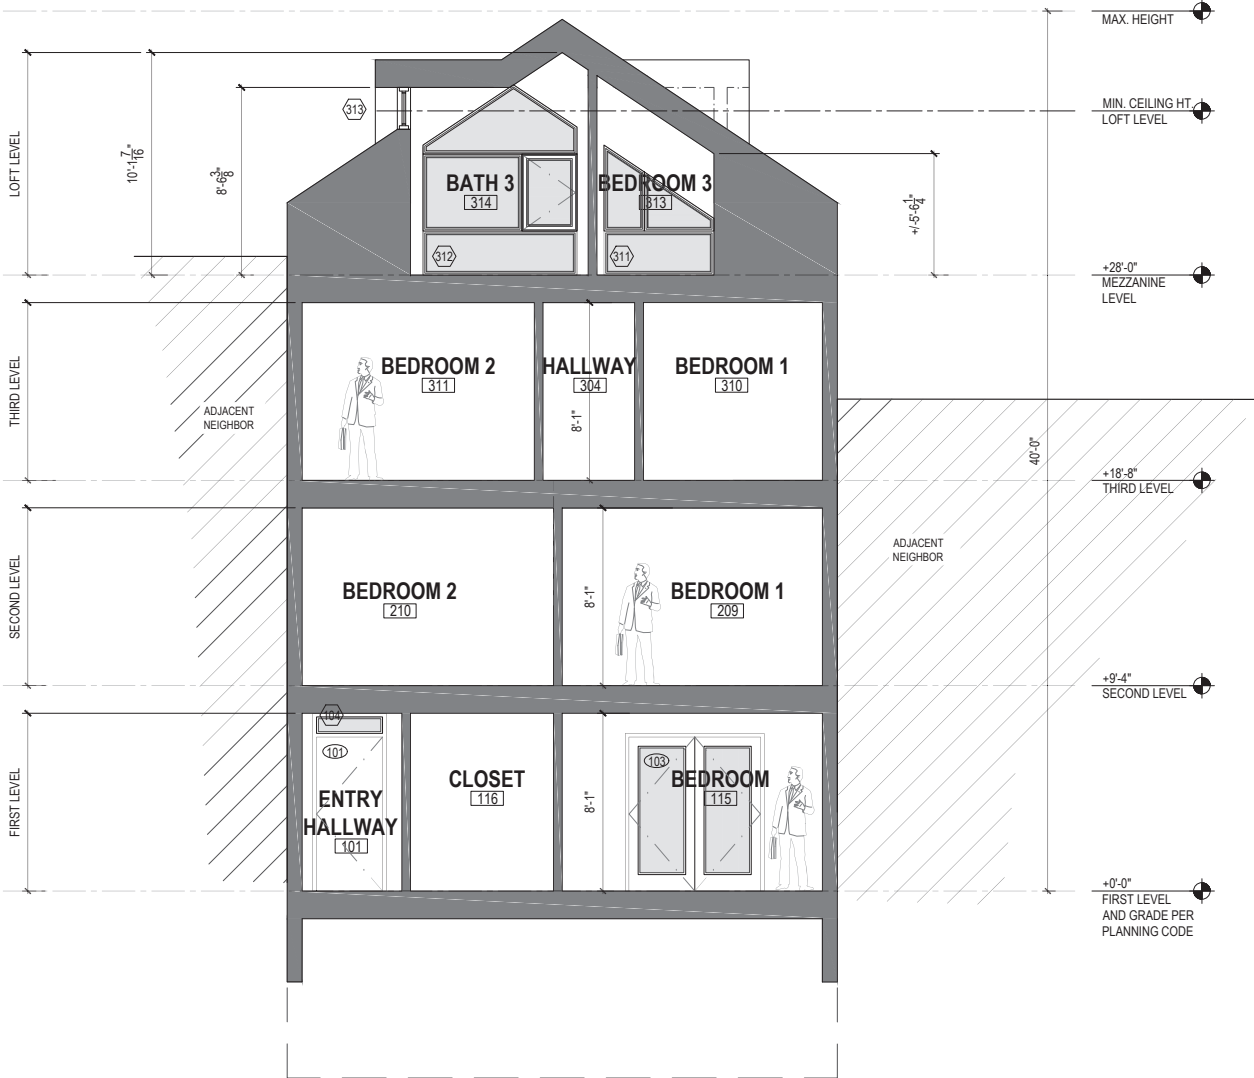 MAX. HEIGHT
313
MIN. CEILING HT.
LOFT LEVEL
LOFT LEVEL
10'-1 7/16"
8'-6 3/8"
BATH 3
314
BEDROOM 3
313
+/-5'-6 1/4"
312
311
+28'-0"
MEZZANINE
LEVEL
THIRD LEVEL
BEDROOM 2
311
HALLWAY
304
BEDROOM 1
310
8'-1"
ADJACENT
NEIGHBOR
40'-0"
+18'-8"
THIRD LEVEL
ADJACENT
NEIGHBOR
SECOND LEVEL
BEDROOM 2
210
8'-1"
BEDROOM 1
209
+9'-4"
SECOND LEVEL
104
101
103
FIRST LEVEL
ENTRY
HALLWAY
101
CLOSET
116
8'-1"
BEDROOM
115
+0'-0"
FIRST LEVEL
AND GRADE PER
PLANNING CODE